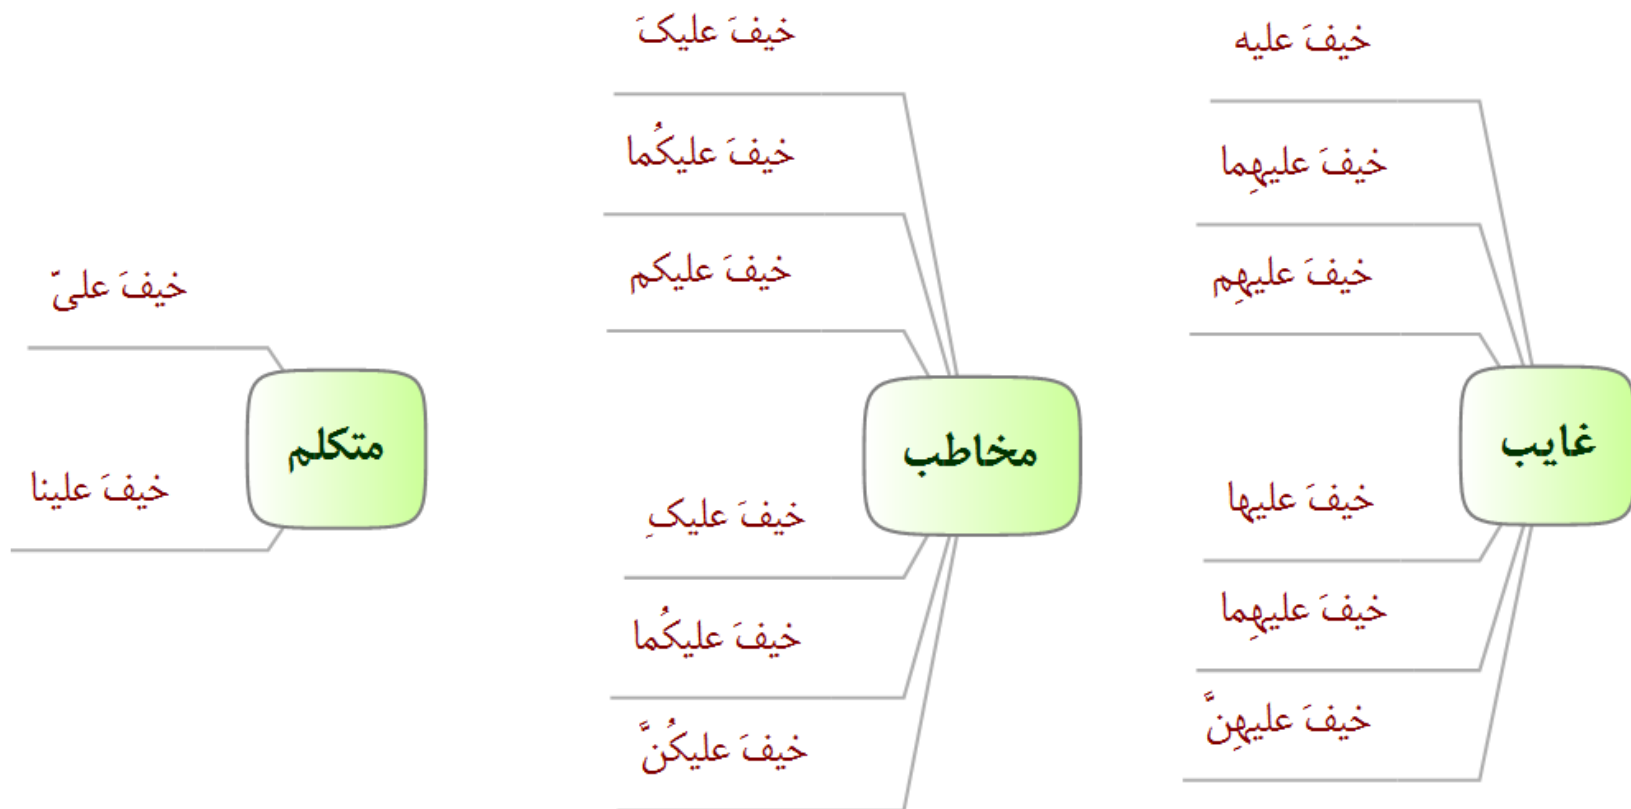 غایب
خیفَ علیه
خیفَ علیهِما
خیفَ علیهِم
خیفَ علیها
خیفَ علیهِما
خیفَ علیهِنَّ
مخاطب
خیفَ علیکَ
خیفَ علیکُما
خیفَ علیکم
خیفَ علیکِ
خیفَ علیکُما
خیفَ علیکُنَّ
متکلم
خیفَ علیّ
خیفَ علینا